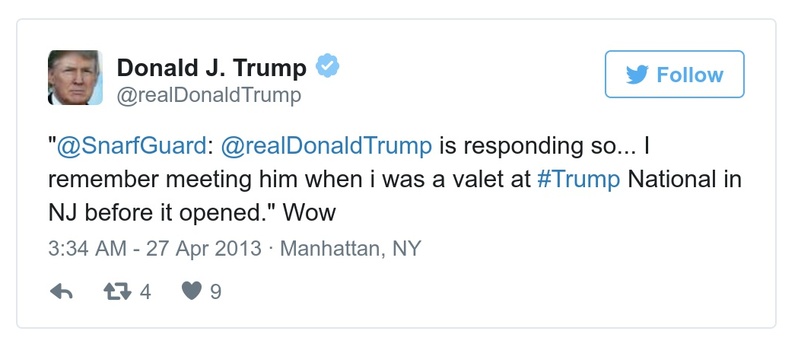 Donald J. Trump
@realDonaldTrump
Follow
"@SnarfGuard: @realDonaldTrump is responding so... I
remember meeting him when i was a valet at #Trump National in
NJ before it opened." Wow
3:34 AM - 27 Apr 2013 · Manhattan, NY
4 9